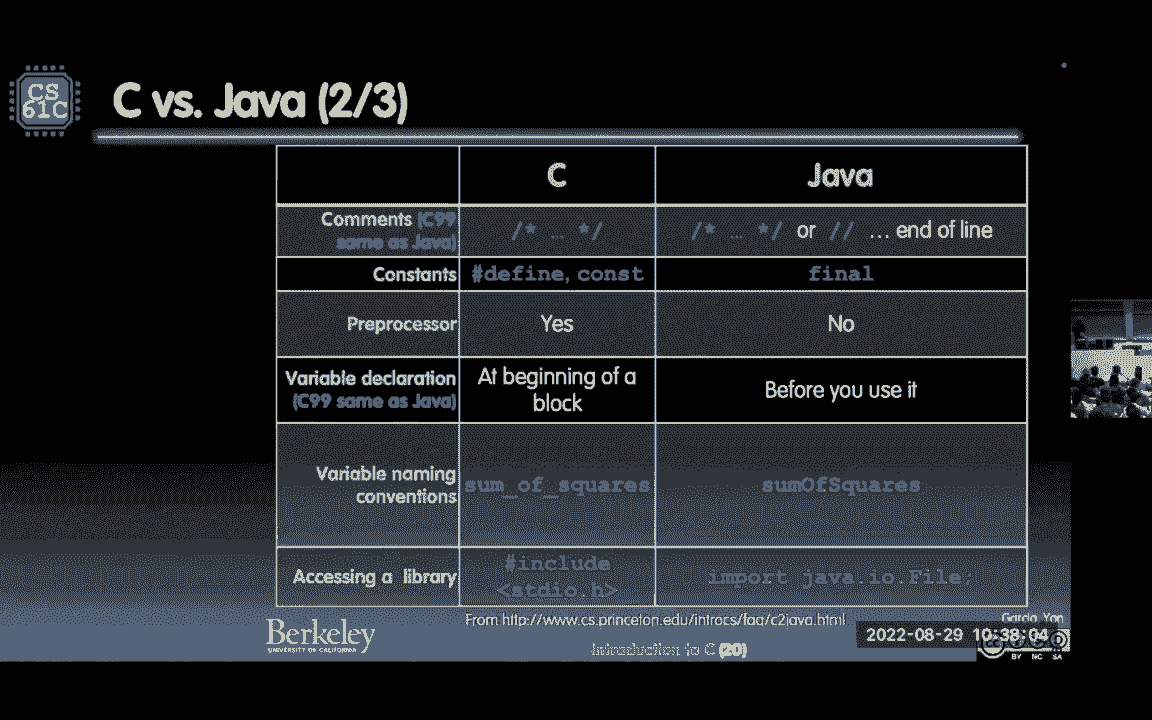 CS
61C
C vs. Java (2/3)
C Java
Comments (C99 same as Java) /* … */ /* … */ or // … end of line
Constants #define, const final
Preprocessor Yes No
Variable declaration (C99 same as Java) At beginning of a block Before you use it
Variable naming conventions sum_of_squares sumOfSquares
Accessing a library #include <stdio.h> import java.io.File;
From http://www.cs.princeton.edu/introcs/faq/c2java.html
Berkeley
UNIVERSITY OF CALIFORNIA
Introduction to C (20)
Garcia, Yan
2022-08-29 10:38:04
BY NC SA